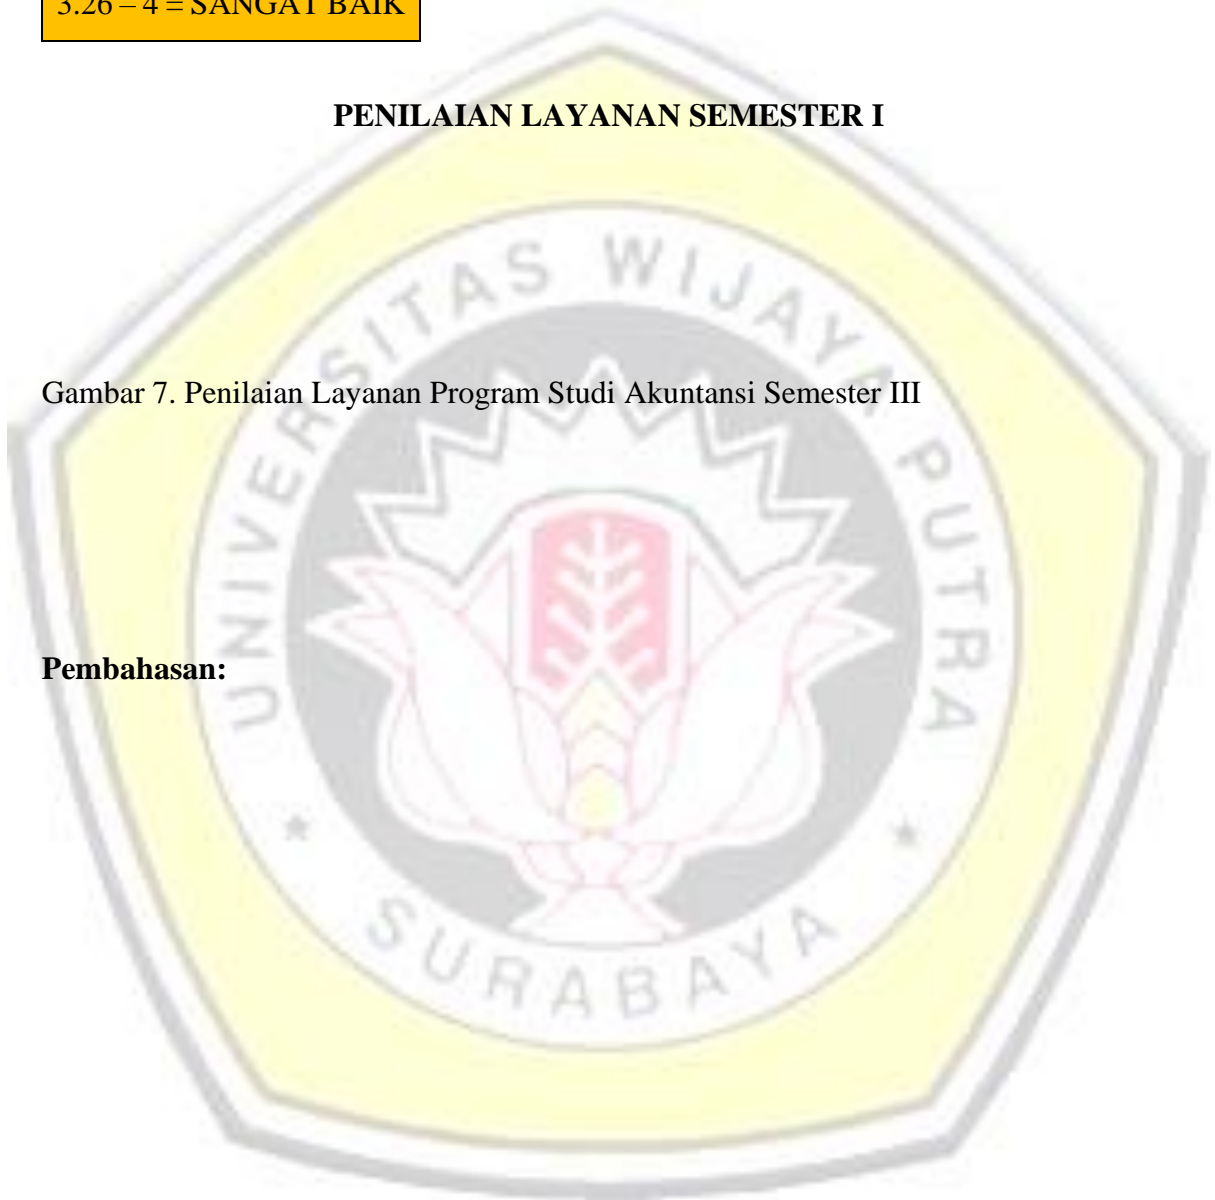 3.26 – 4 = SANGAT BAIK
PENILAIAN LAYANAN SEMESTER I
UNIVERSITAS WIJAYA PUTRA
Gambar 7. Penilaian Layanan Program Studi Akuntansi Semester III
Pembahasan:
* SURABAYA *